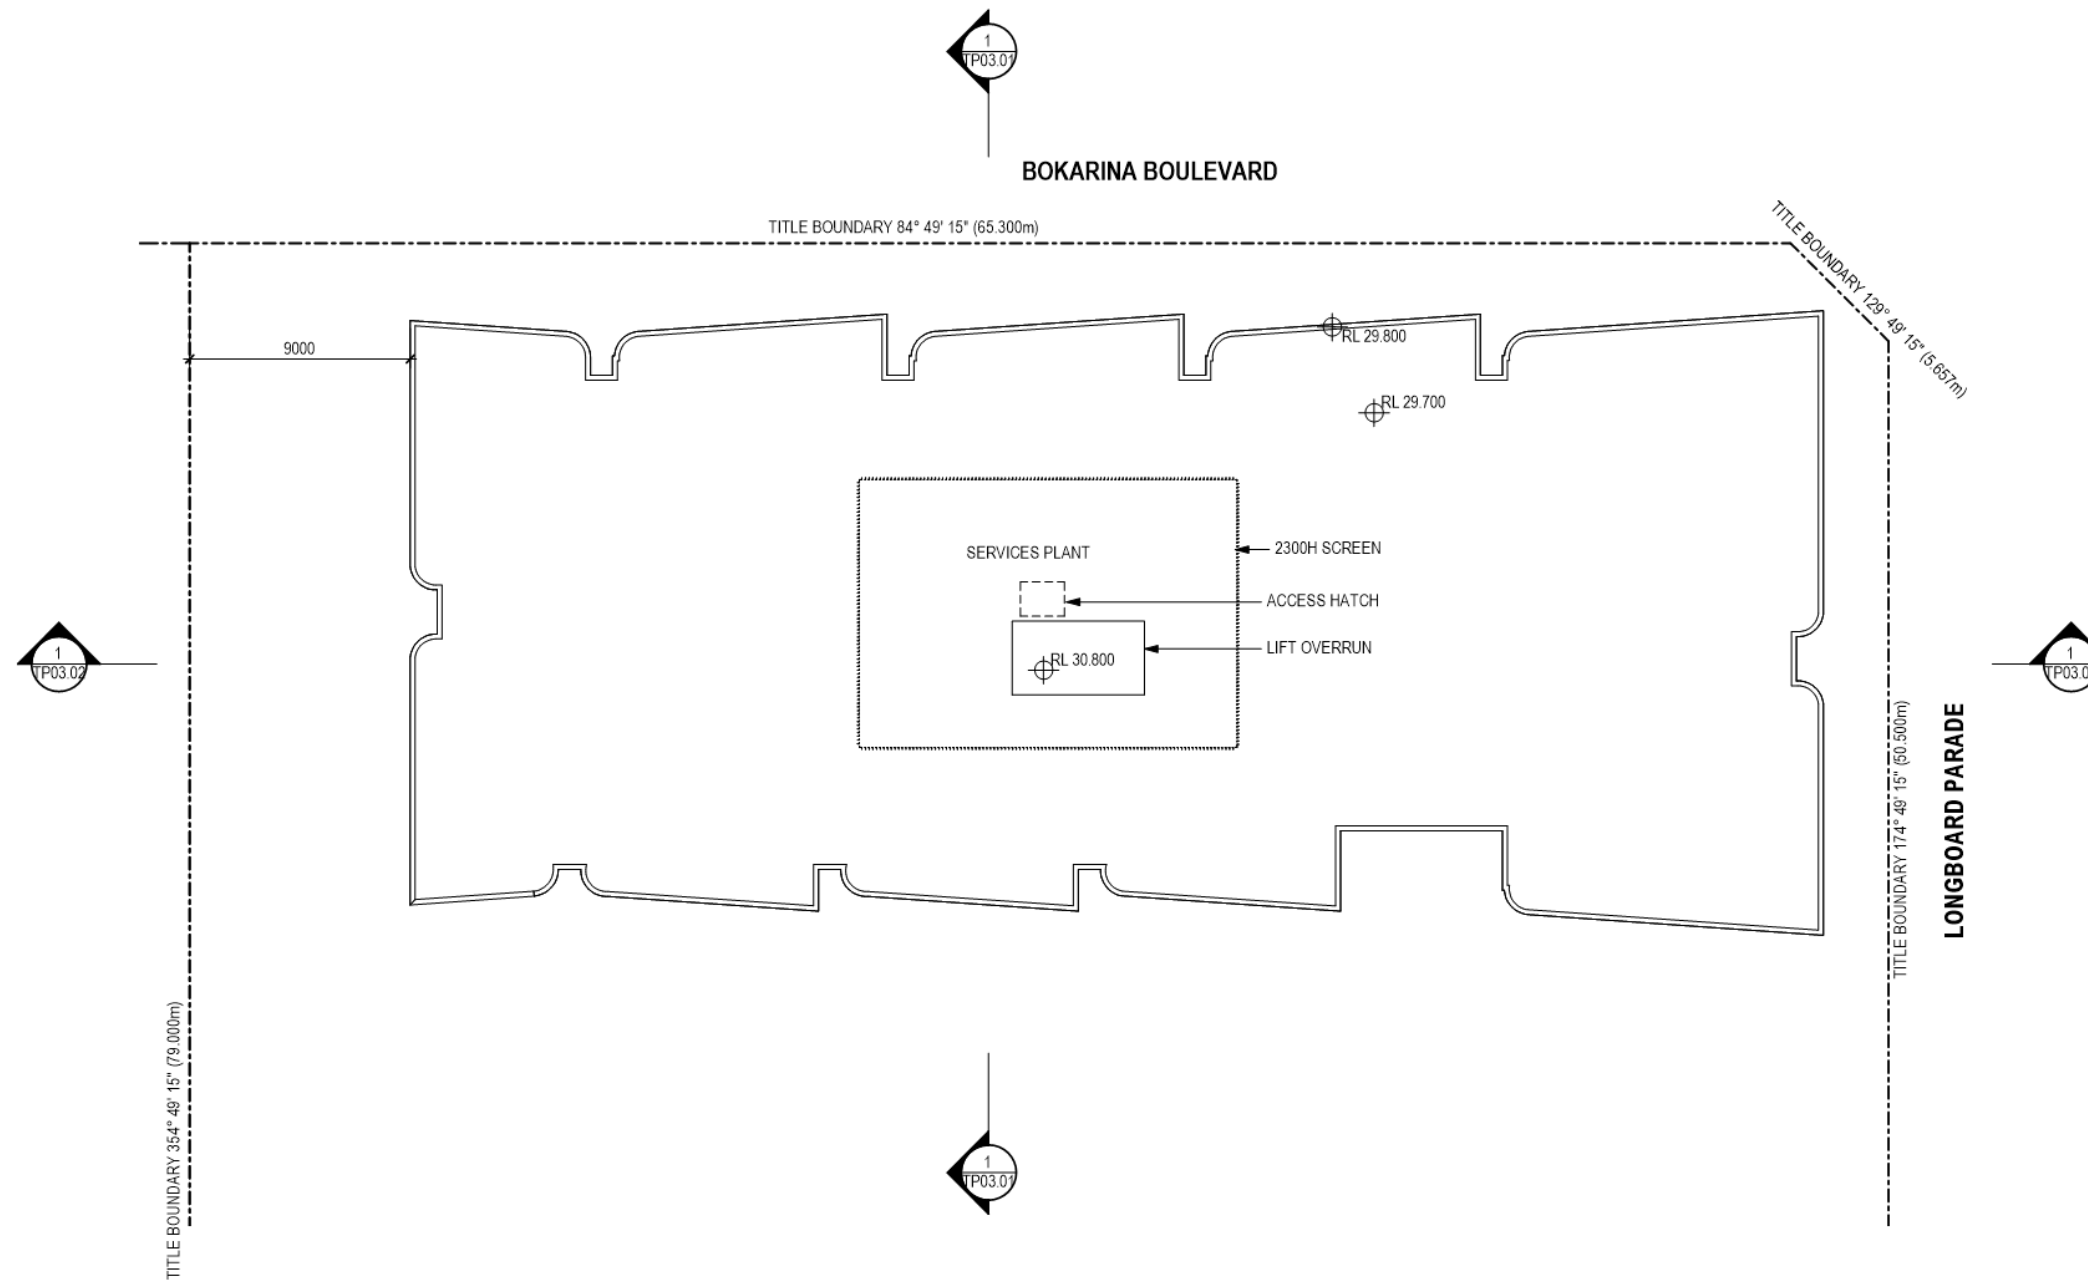 1
TP03.01
BOKARINA BOULEVARD
TITLE BOUNDARY 84° 49' 15" (65.300m)
TITLE BOUNDARY 129° 49' 15" (5.657m)
9000
RL 29.800
RL 29.700
SERVICES PLANT
2300H SCREEN
ACCESS HATCH
LIFT OVERRUN
RL 30.800
1
TP03.02
1
TP03.0
TITLE BOUNDARY 174° 49' 15" (50.500m)
LONGBOARD PARADE
TITLE BOUNDARY 354° 49' 15" (79.000m)
1
TP03.01